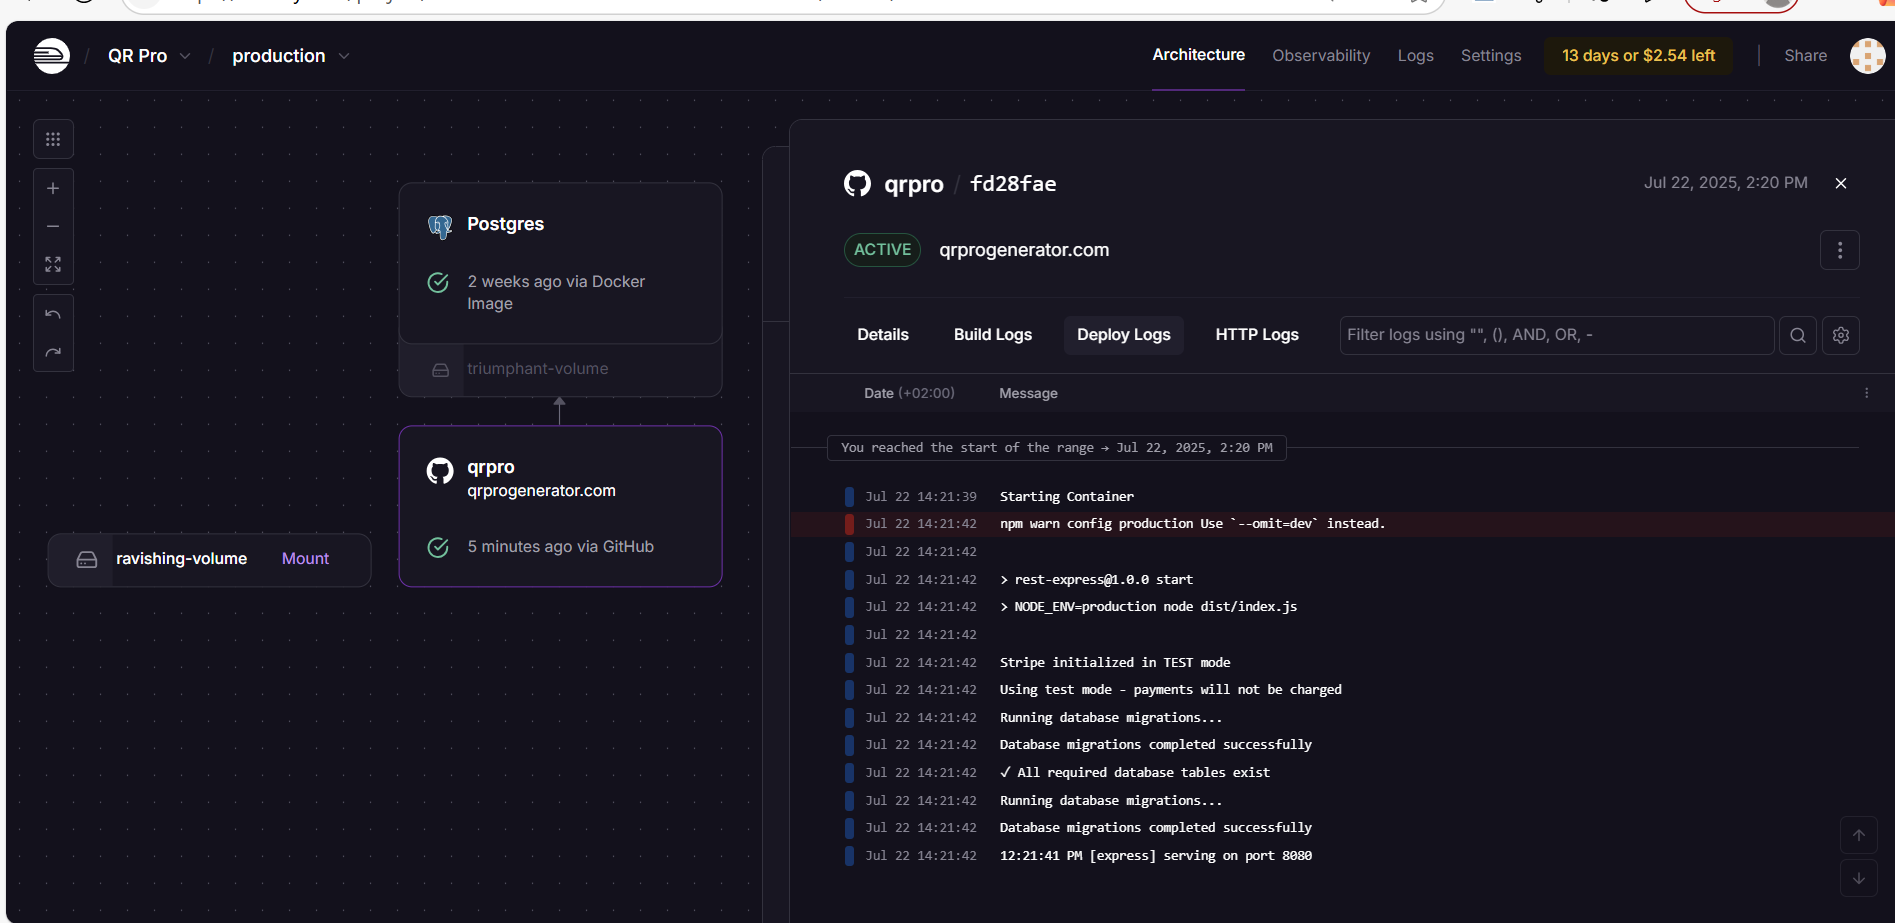 QR Pro / production
Architecture Observability Logs Settings 13 days or $2.54 left Share
Postgres
2 weeks ago via Docker
Image
triumphant-volume
qrpro
qrprogenerator.com
5 minutes ago via GitHub
ravishing-volume Mount
qrpro / fd28fae Jul 22, 2025, 2:20 PM
ACTIVE qrprogenerator.com
Details Build Logs Deploy Logs HTTP Logs Filter logs using "", (), AND, OR, -
Date (+02:00) Message
You reached the start of the range → Jul 22, 2025, 2:20 PM
Jul 22 14:21:39 Starting Container
Jul 22 14:21:42 npm warn config production Use `--omit=dev` instead.
Jul 22 14:21:42
Jul 22 14:21:42 > rest-express@1.0.0 start
Jul 22 14:21:42 > NODE_ENV=production node dist/index.js
Jul 22 14:21:42
Jul 22 14:21:42 Stripe initialized in TEST mode
Jul 22 14:21:42 Using test mode - payments will not be charged
Jul 22 14:21:42 Running database migrations...
Jul 22 14:21:42 Database migrations completed successfully
Jul 22 14:21:42 ✓ All required database tables exist
Jul 22 14:21:42 Running database migrations...
Jul 22 14:21:42 Database migrations completed successfully
Jul 22 14:21:42 12:21:41 PM [express] serving on port 8080